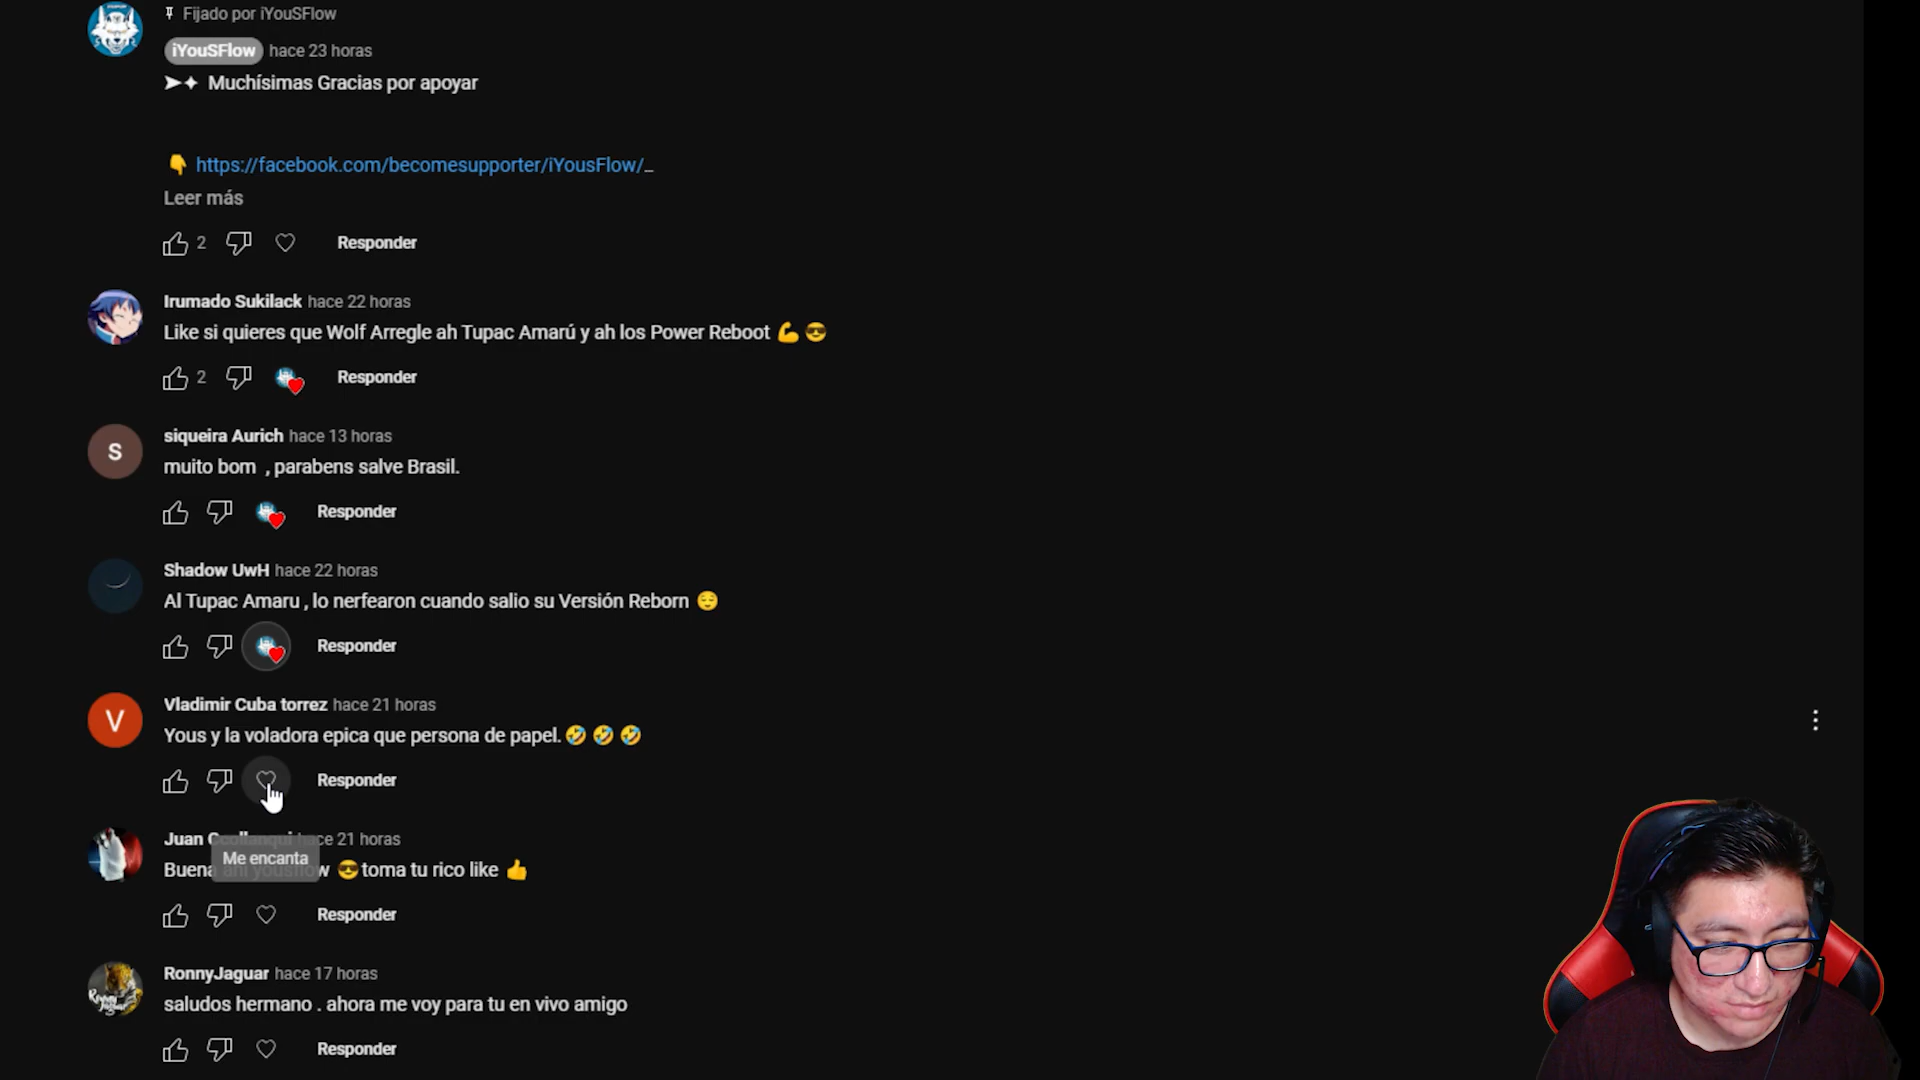 Fijado por iYouSFlow
iYouSFlow hace 23 horas
➤✦ Muchísimas Gracias por apoyar
👇 https://facebook.com/becomesupporter/iYousFlow/...
Leer más
2 Responder
Irumado Sukilack hace 22 horas
Like si quieres que Wolf Arregle ah Tupac Amarú y ah los Power Reboot 💪😎
2 Responder
S
siqueira Aurich hace 13 horas
muito bom , parabens salve Brasil.
Responder
Shadow UwH hace 22 horas
Al Tupac Amaru , lo nerfearon cuando salio su Versión Reborn 😌
Responder
V
Vladimir Cuba torrez hace 21 horas
Yous y la voladora epica que persona de papel.🤣 🤣 🤣
Responder
Juan Ccollanqui hace 21 horas
Me encanta
Buena ahi yousflow 😎toma tu rico like 👍
Responder
RonnyJaguar hace 17 horas
saludos hermano . ahora me voy para tu en vivo amigo
Responder